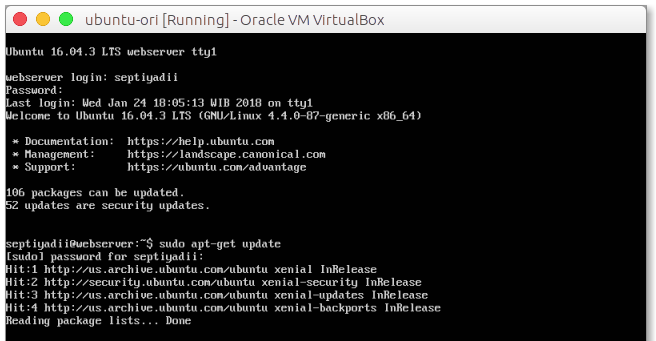 ubuntu-ori [Running] - Oracle VM VirtualBox
Ubuntu 16.04.3 LTS webserver tty1
webserver login: septiyadii
Password:
Last login: Wed Jan 24 18:05:13 WIB 2018 on tty1
Welcome to Ubuntu 16.04.3 LTS (GNU/Linux 4.4.0-87-generic x86_64)
* Documentation:  https://help.ubuntu.com
* Management:     https://landscape.canonical.com
* Support:        https://ubuntu.com/advantage
106 packages can be updated.
52 updates are security updates.
septiyadii@webserver:~$ sudo apt-get update
[sudo] password for septiyadii:
Hit:1 http://us.archive.ubuntu.com/ubuntu xenial InRelease
Hit:2 http://security.ubuntu.com/ubuntu xenial-security InRelease
Hit:3 http://us.archive.ubuntu.com/ubuntu xenial-updates InRelease
Hit:4 http://us.archive.ubuntu.com/ubuntu xenial-backports InRelease
Reading package lists... Done